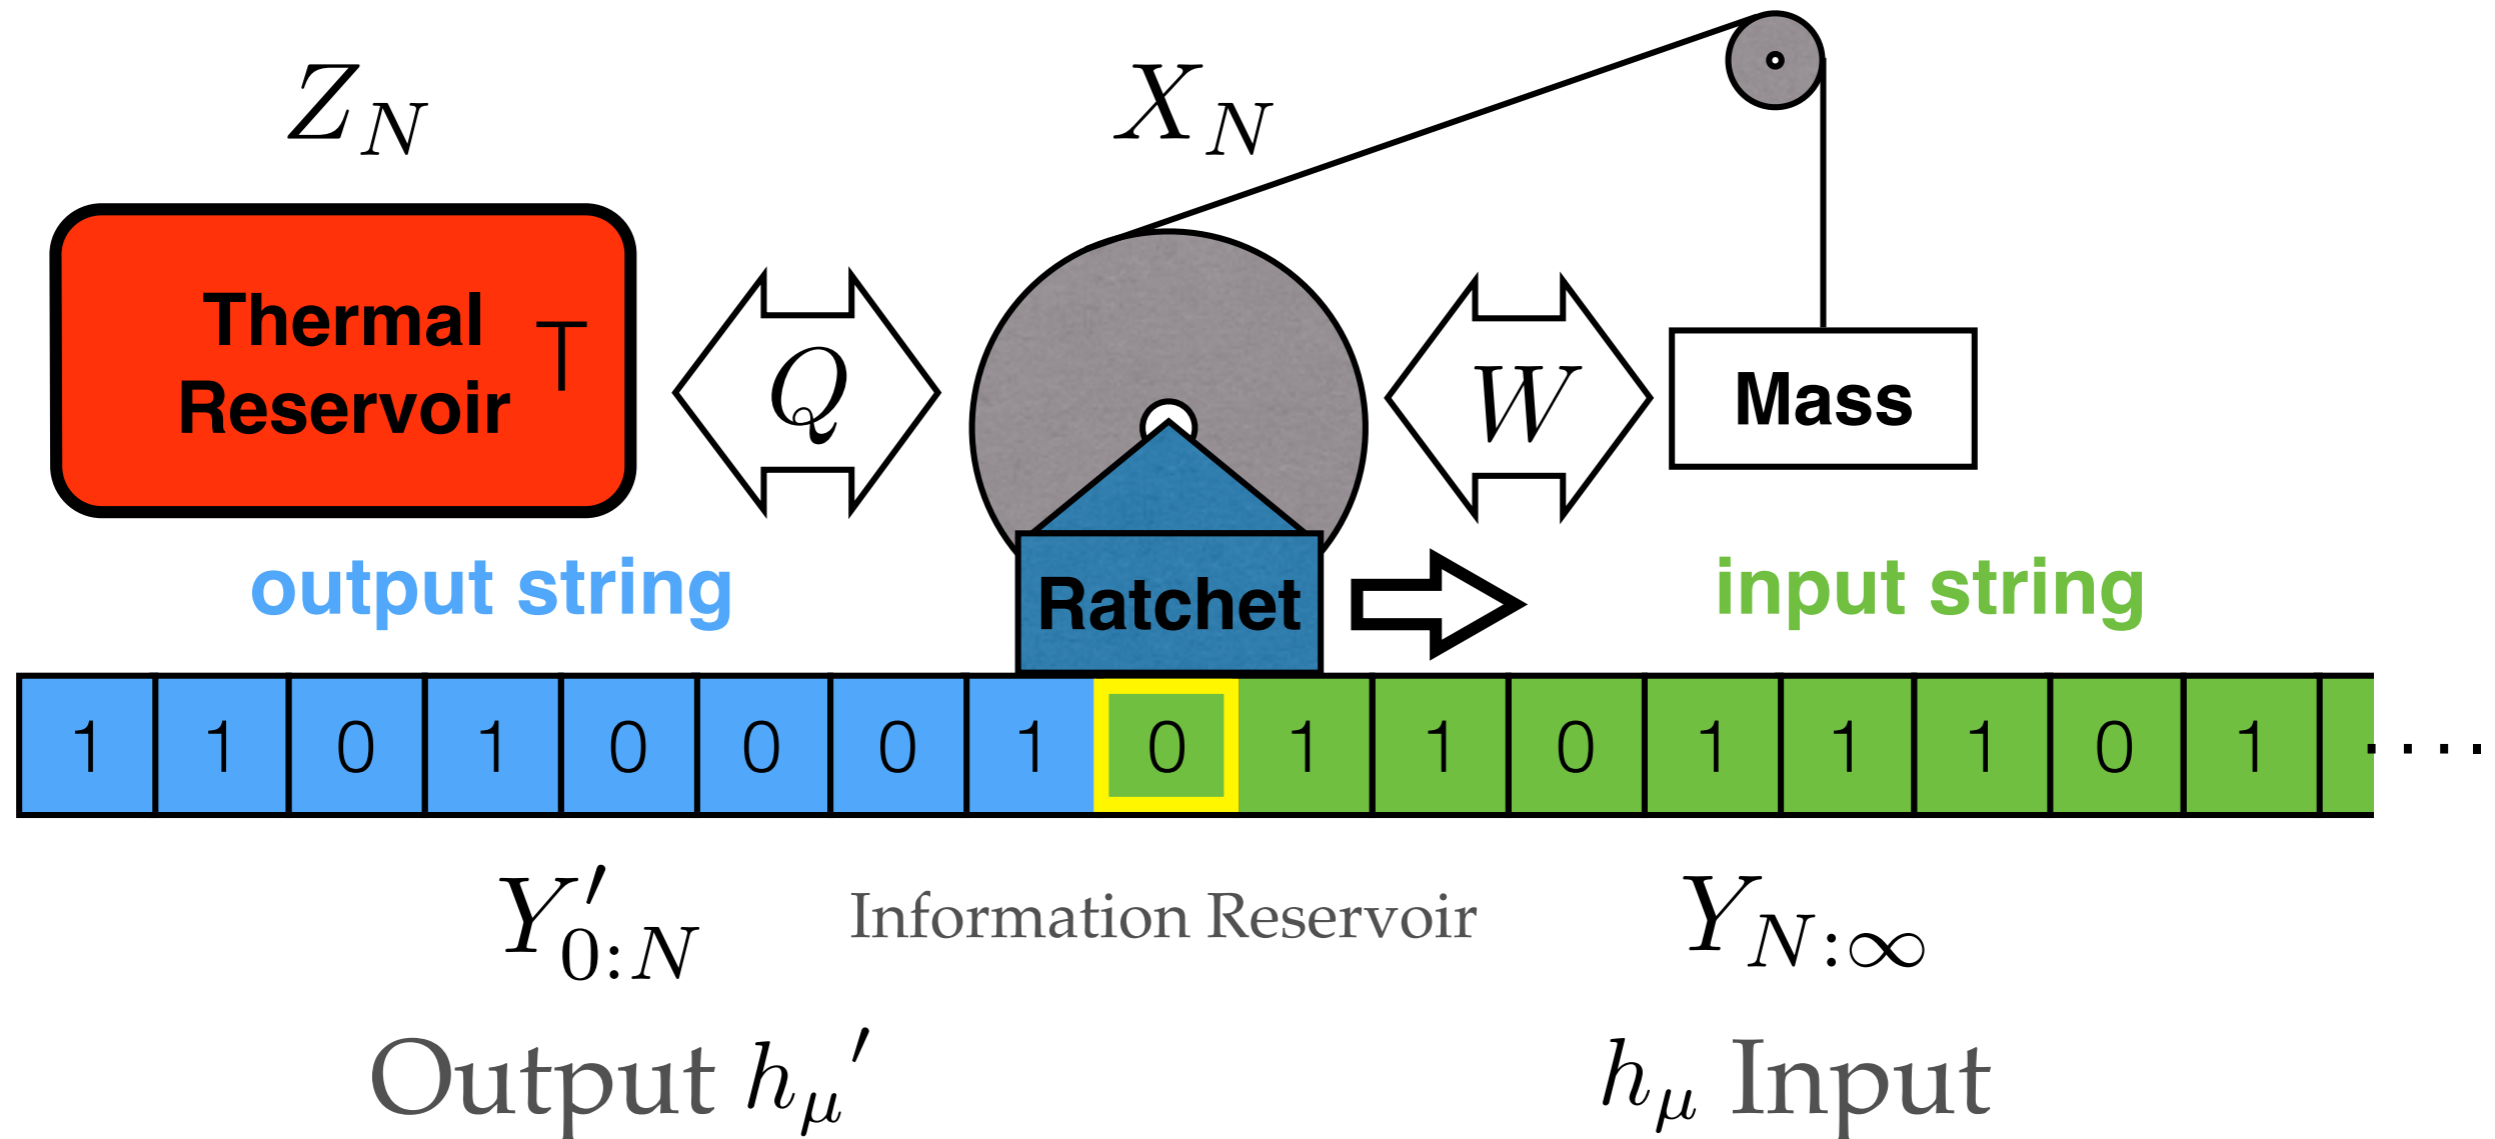 Z_N
X_N
Thermal
Reservoir T
Q
W
Mass
output string
Ratchet
input string
1 1 0 1 0 0 0 1 0 1 1 0 1 1 1 0 1 ....
Y'_{0:N}
Information Reservoir
Y_{N:∞}
Output h_μ'
h_μ Input